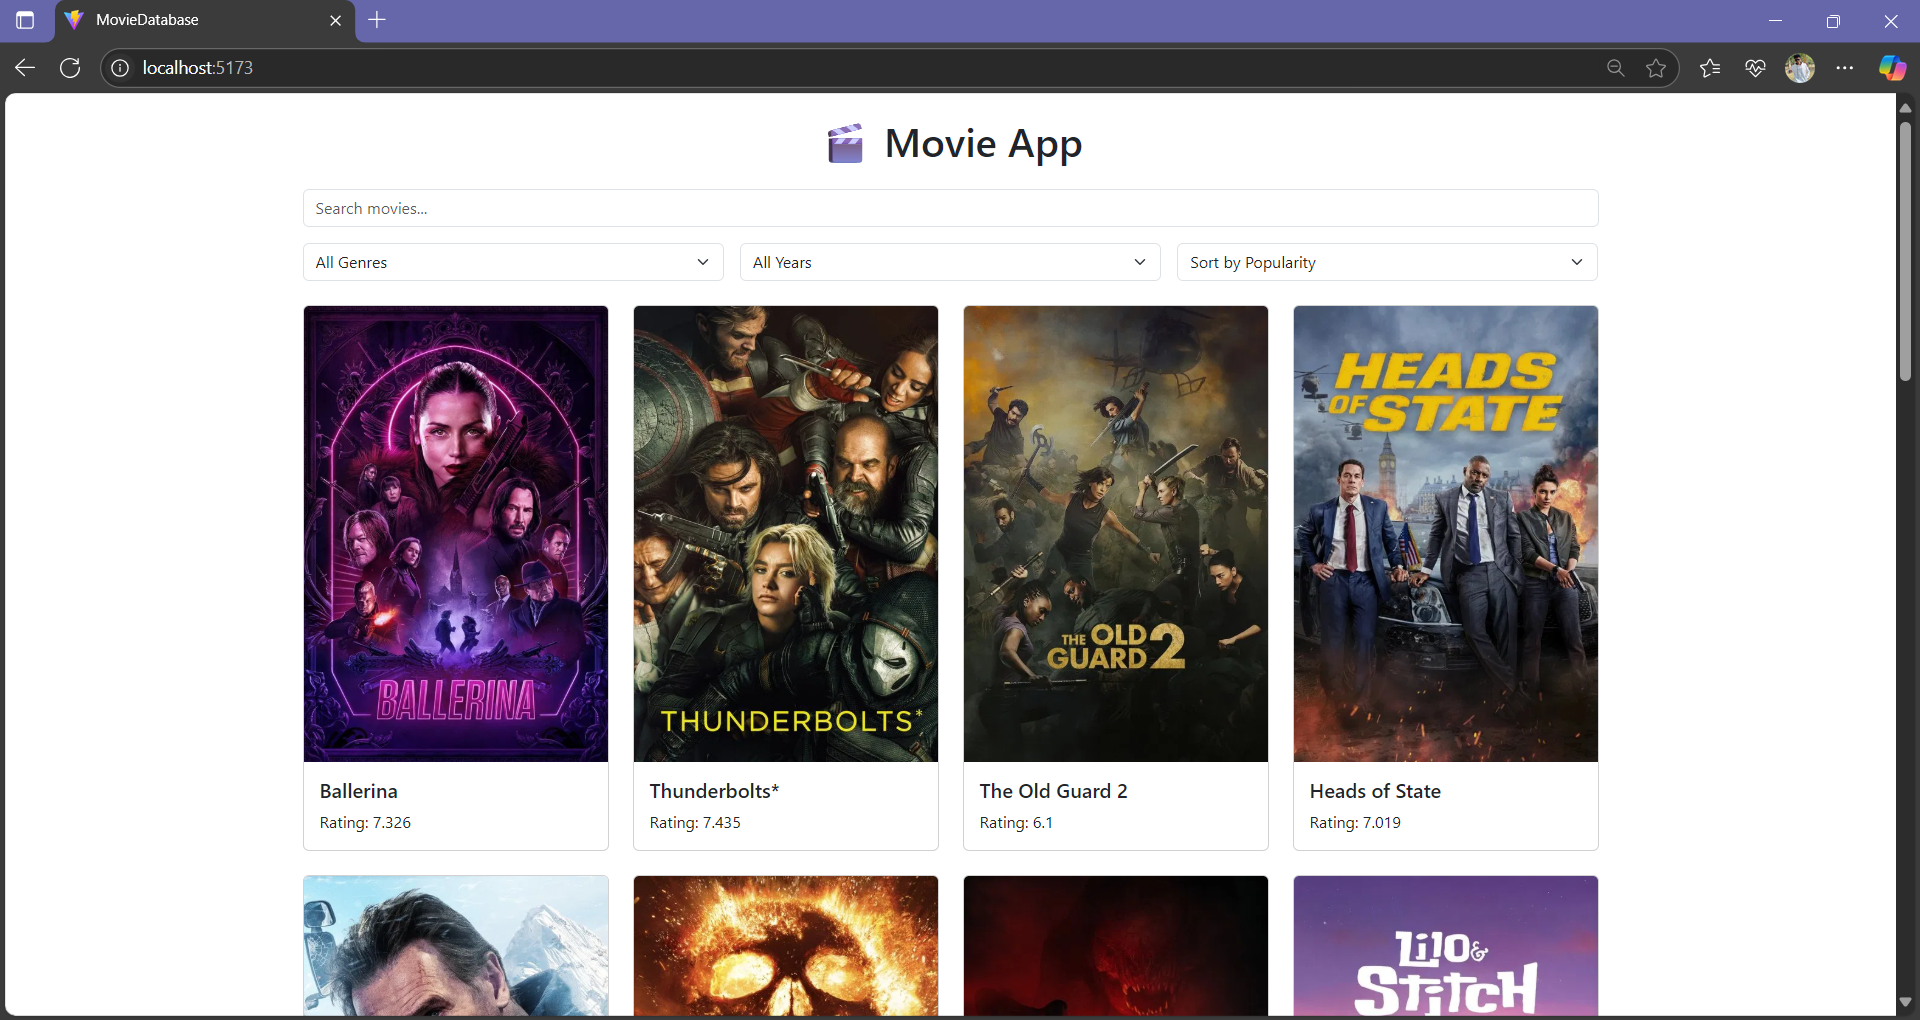 MovieDatabase
localhost:5173
Movie App
Search movies...
All Genres
All Years
Sort by Popularity
BALLERINA
THUNDERBOLTS*
THE OLD GUARD 2
HEADS OF STATE
Ballerina
Rating: 7.326
Thunderbolts*
Rating: 7.435
The Old Guard 2
Rating: 6.1
Heads of State
Rating: 7.019
Lilo &
Stitch